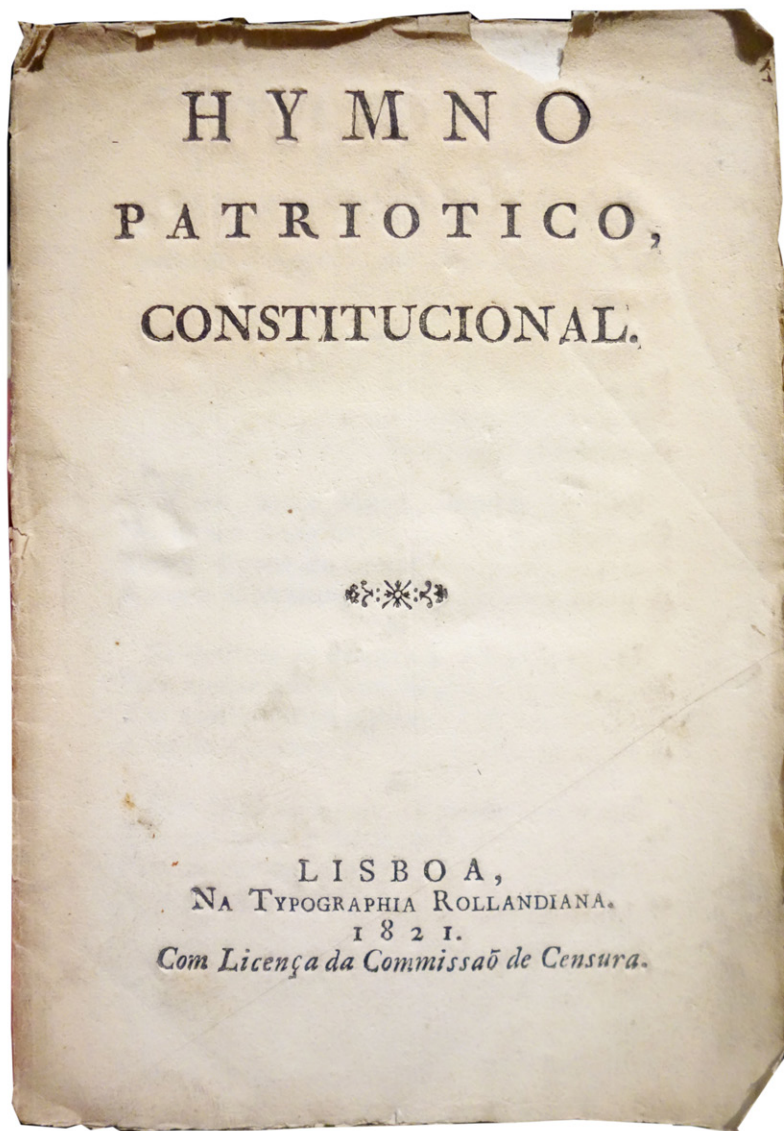 HYMNO
PATRIOTICO,
CONSTITUCIONAL.
LISBOA,
NA TYPOGRAPHIA ROLLANDIANA.
1821.
Com Licença da Commissaõ de Censura.